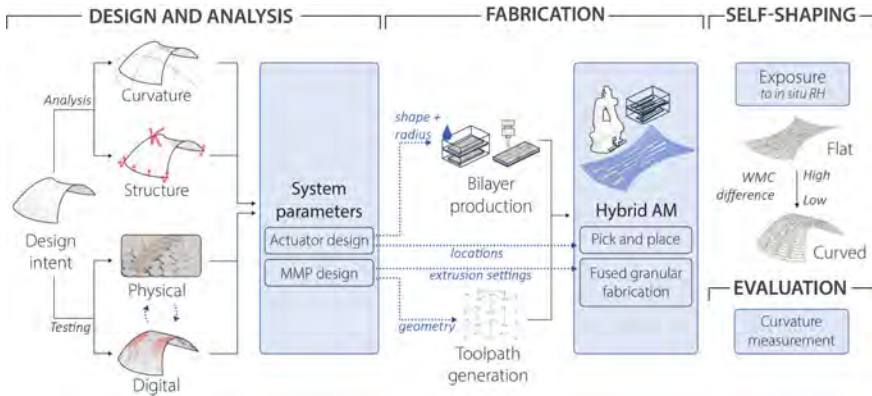 DESIGN AND ANALYSIS
FABRICATION
SELF-SHAPING
Analysis
Curvature
Structure
Design
intent
Physical
Testing
Digital
System
parameters
Actuator design
MMP design
shape +
radius
Bilayer
production
locations
extrusion settings
geometry
Toolpath
generation
Hybrid AM
Pick and place
Fused granular
fabrication
Exposure
to in situ RH
Flat
WMC
difference
High
Low
Curved
EVALUATION
Curvature
measurement